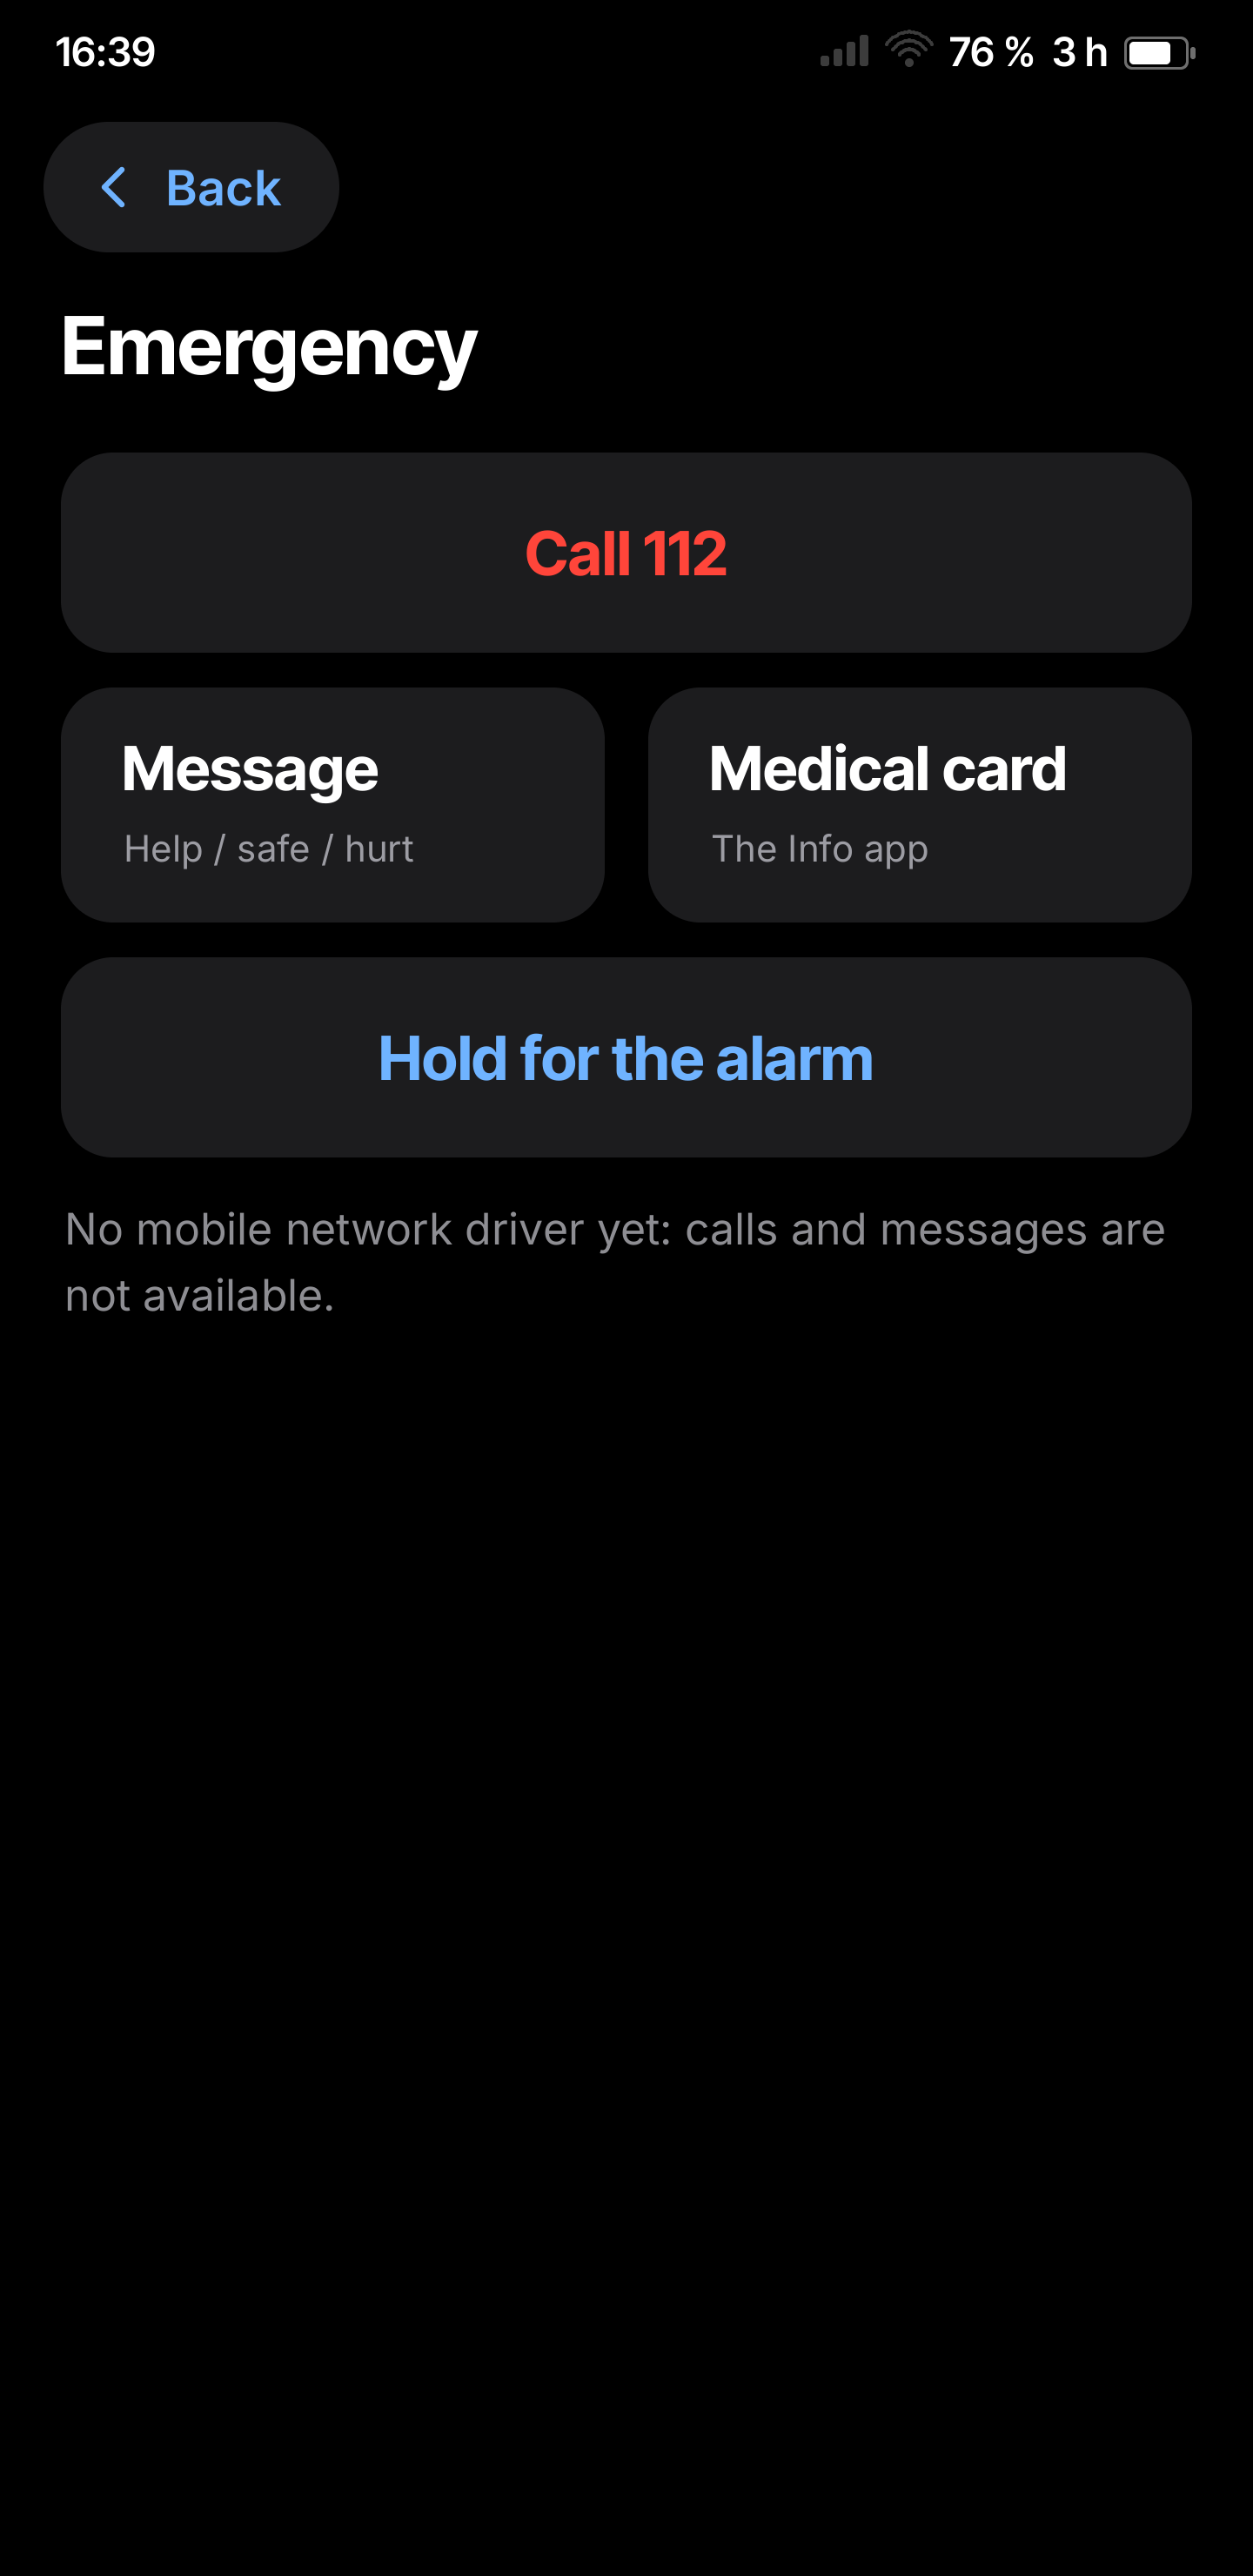 16:39 76 % 3 h
Back
Emergency
Call 112
Message
Help / safe / hurt
Medical card
The Info app
Hold for the alarm
No mobile network driver yet: calls and messages are
not available.